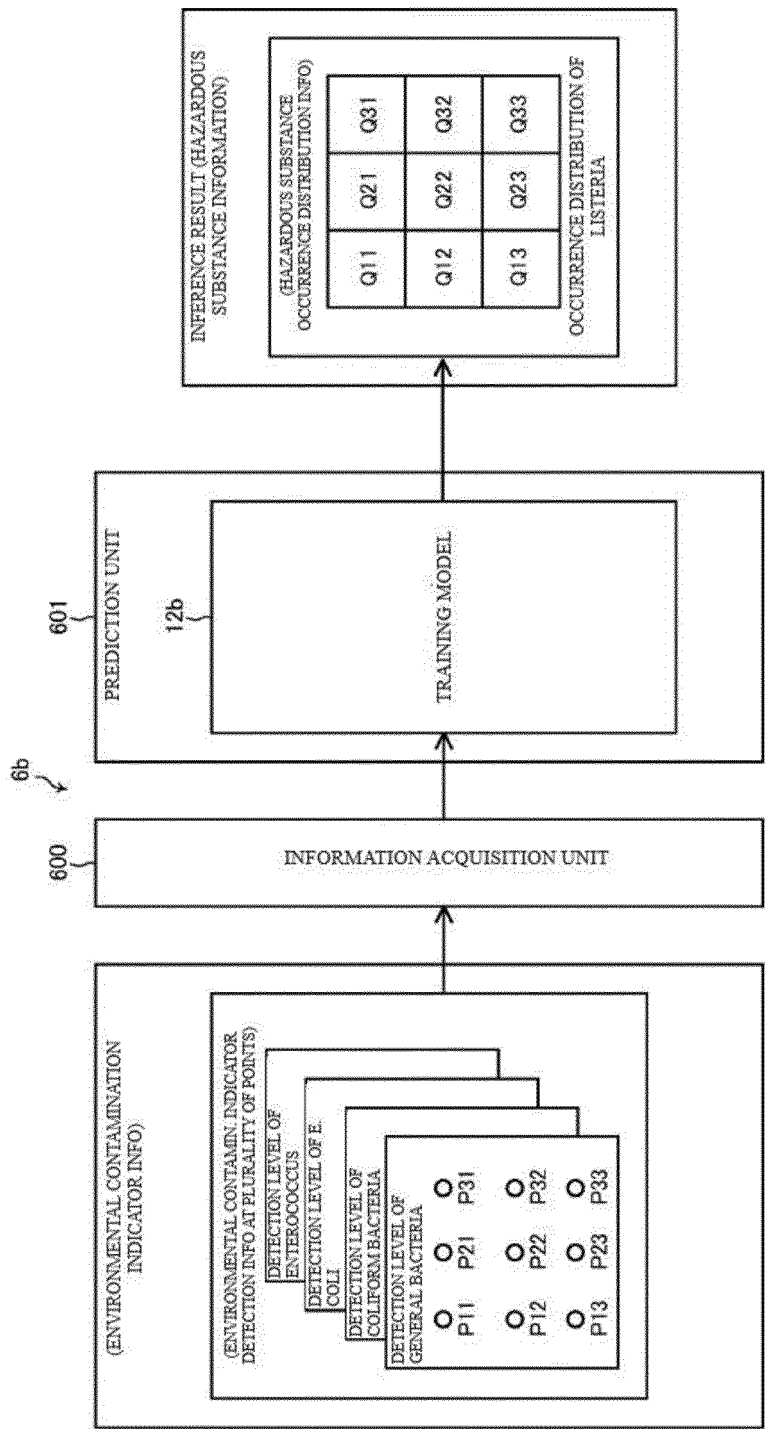 6b
(ENVIRONMENTAL CONTAMINATION
INDICATOR INFO)
(ENVIRONMENTAL CONTAMIN. INDICATOR
DETECTION INFO AT PLURALITY OF POINTS)
DETECTION LEVEL OF
ENTEROCOCCUS
DETECTION LEVEL OF E.
COLI
DETECTION LEVEL OF
COLIFORM BACTERIA
DETECTION LEVEL OF
GENERAL BACTERIA
P11 P21 P31
P12 P22 P32
P13 P23 P33
600
INFORMATION ACQUISITION UNIT
601
PREDICTION UNIT
12b
TRAINING MODEL
INFERENCE RESULT (HAZARDOUS
SUBSTANCE INFORMATION)
(HAZARDOUS SUBSTANCE
OCCURRENCE DISTRIBUTION INFO)
Q11 Q21 Q31
Q12 Q22 Q32
Q13 Q23 Q33
OCCURRENCE DISTRIBUTION OF
LISTERIA